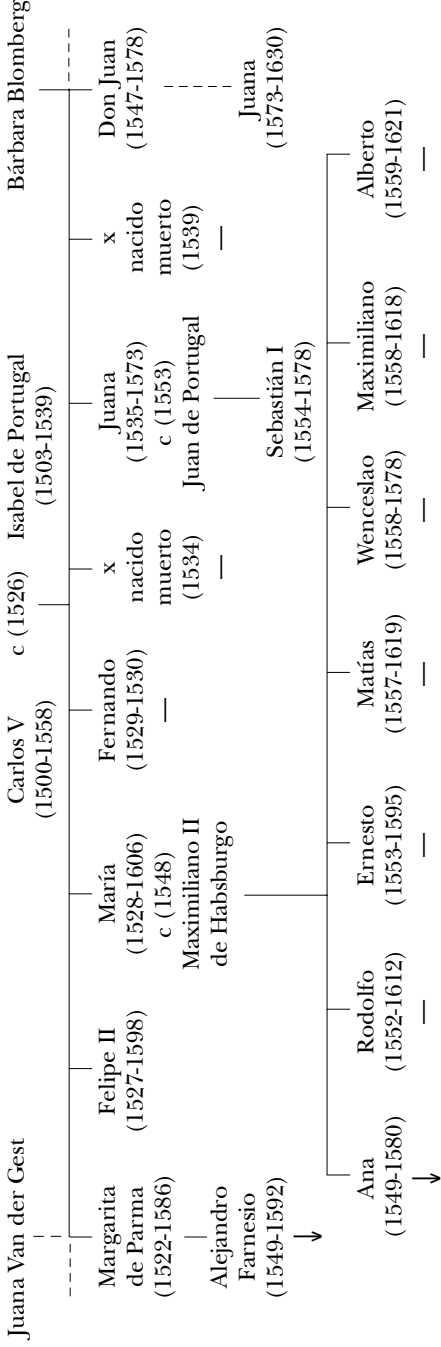 Juana Van der Gest
Carlos V
(1500-1558)
c (1526)
Isabel de Portugal
(1503-1539)
Bárbara Blomberg
Margarita
de Parma
(1522-1586)
Felipe II
(1527-1598)
María
(1528-1606)
c (1548)
Maximiliano II
de Habsburgo
Fernando
(1529-1530)
x
nacido
muerto
(1534)
Juana
(1535-1573)
c (1553)
Juan de Portugal
x
nacido
muerto
(1539)
Don Juan
(1547-1578)
Alejandro
Farnesio
(1549-1592)
Sebastián I
(1554-1578)
Juana
(1573-1630)
Ana
(1549-1580)
Rodolfo
(1552-1612)
Ernesto
(1553-1595)
Matías
(1557-1619)
Wenceslao
(1558-1578)
Maximiliano
(1558-1618)
Alberto
(1559-1621)